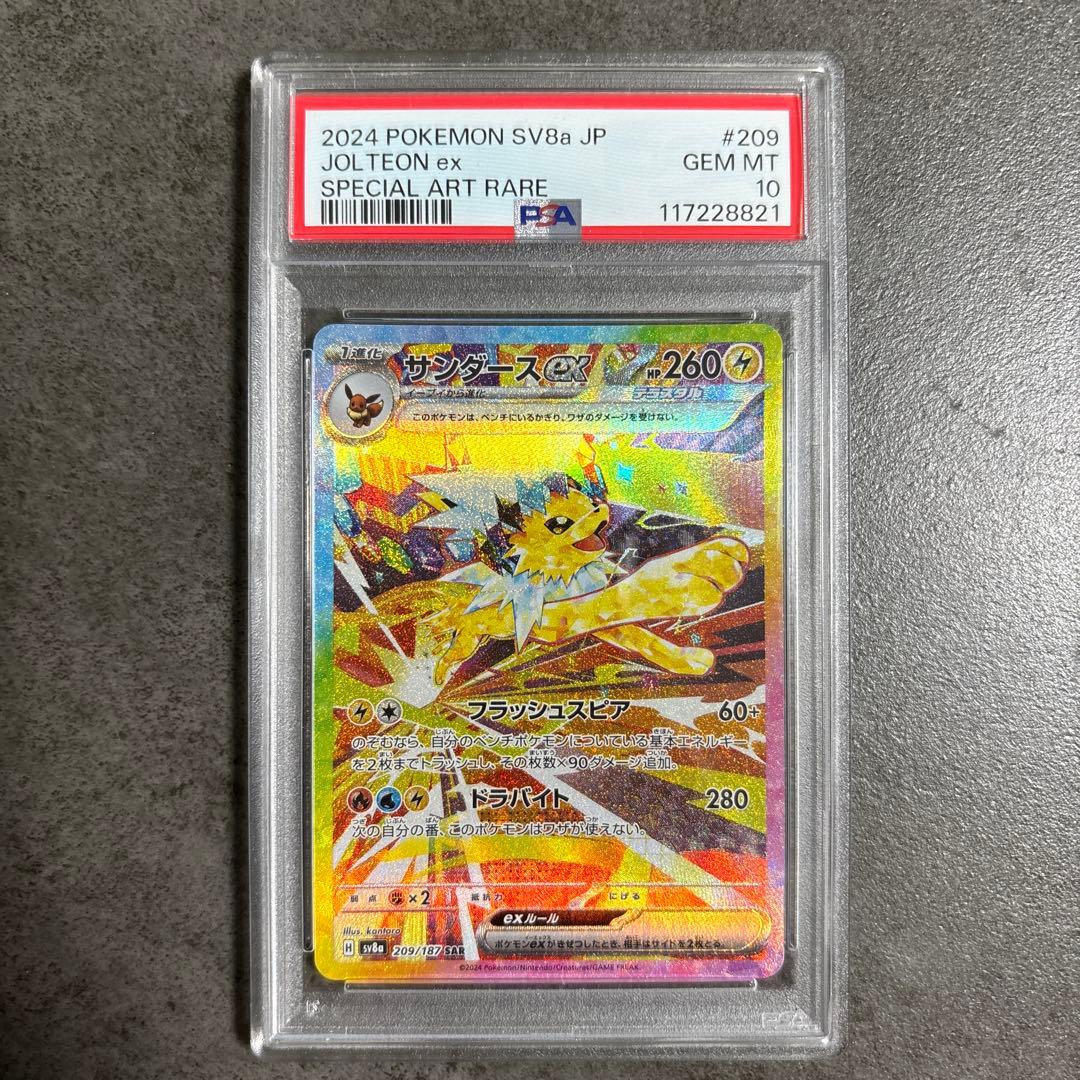 2024 POKEMON SV8a JP #209
JOLTEON ex GEM MT
SPECIAL ART RARE 10
PSA 117228821
1進化 サンダースex HP 260
イーブイから進化 テラスタル
このポケモンは、ベンチにいるかぎり、ワザのダメージを受けない。
フラッシュスピア 60+
のぞむなら、自分のベンチポケモンについている基本エネルギー
を2枚までトラッシュし、その枚数×90ダメージ追加。
ドラバイト 280
次の自分の番、このポケモンはワザが使えない。
弱点 ×2 抵抗力 にげる
exルール
ポケモンexがきぜつしたとき、相手はサイドを2枚とる。
Illus. kantaro
H sv8a 209/187 SAR
©2024 Pokémon/Nintendo/Creatures/GAME FREAK.
PSA